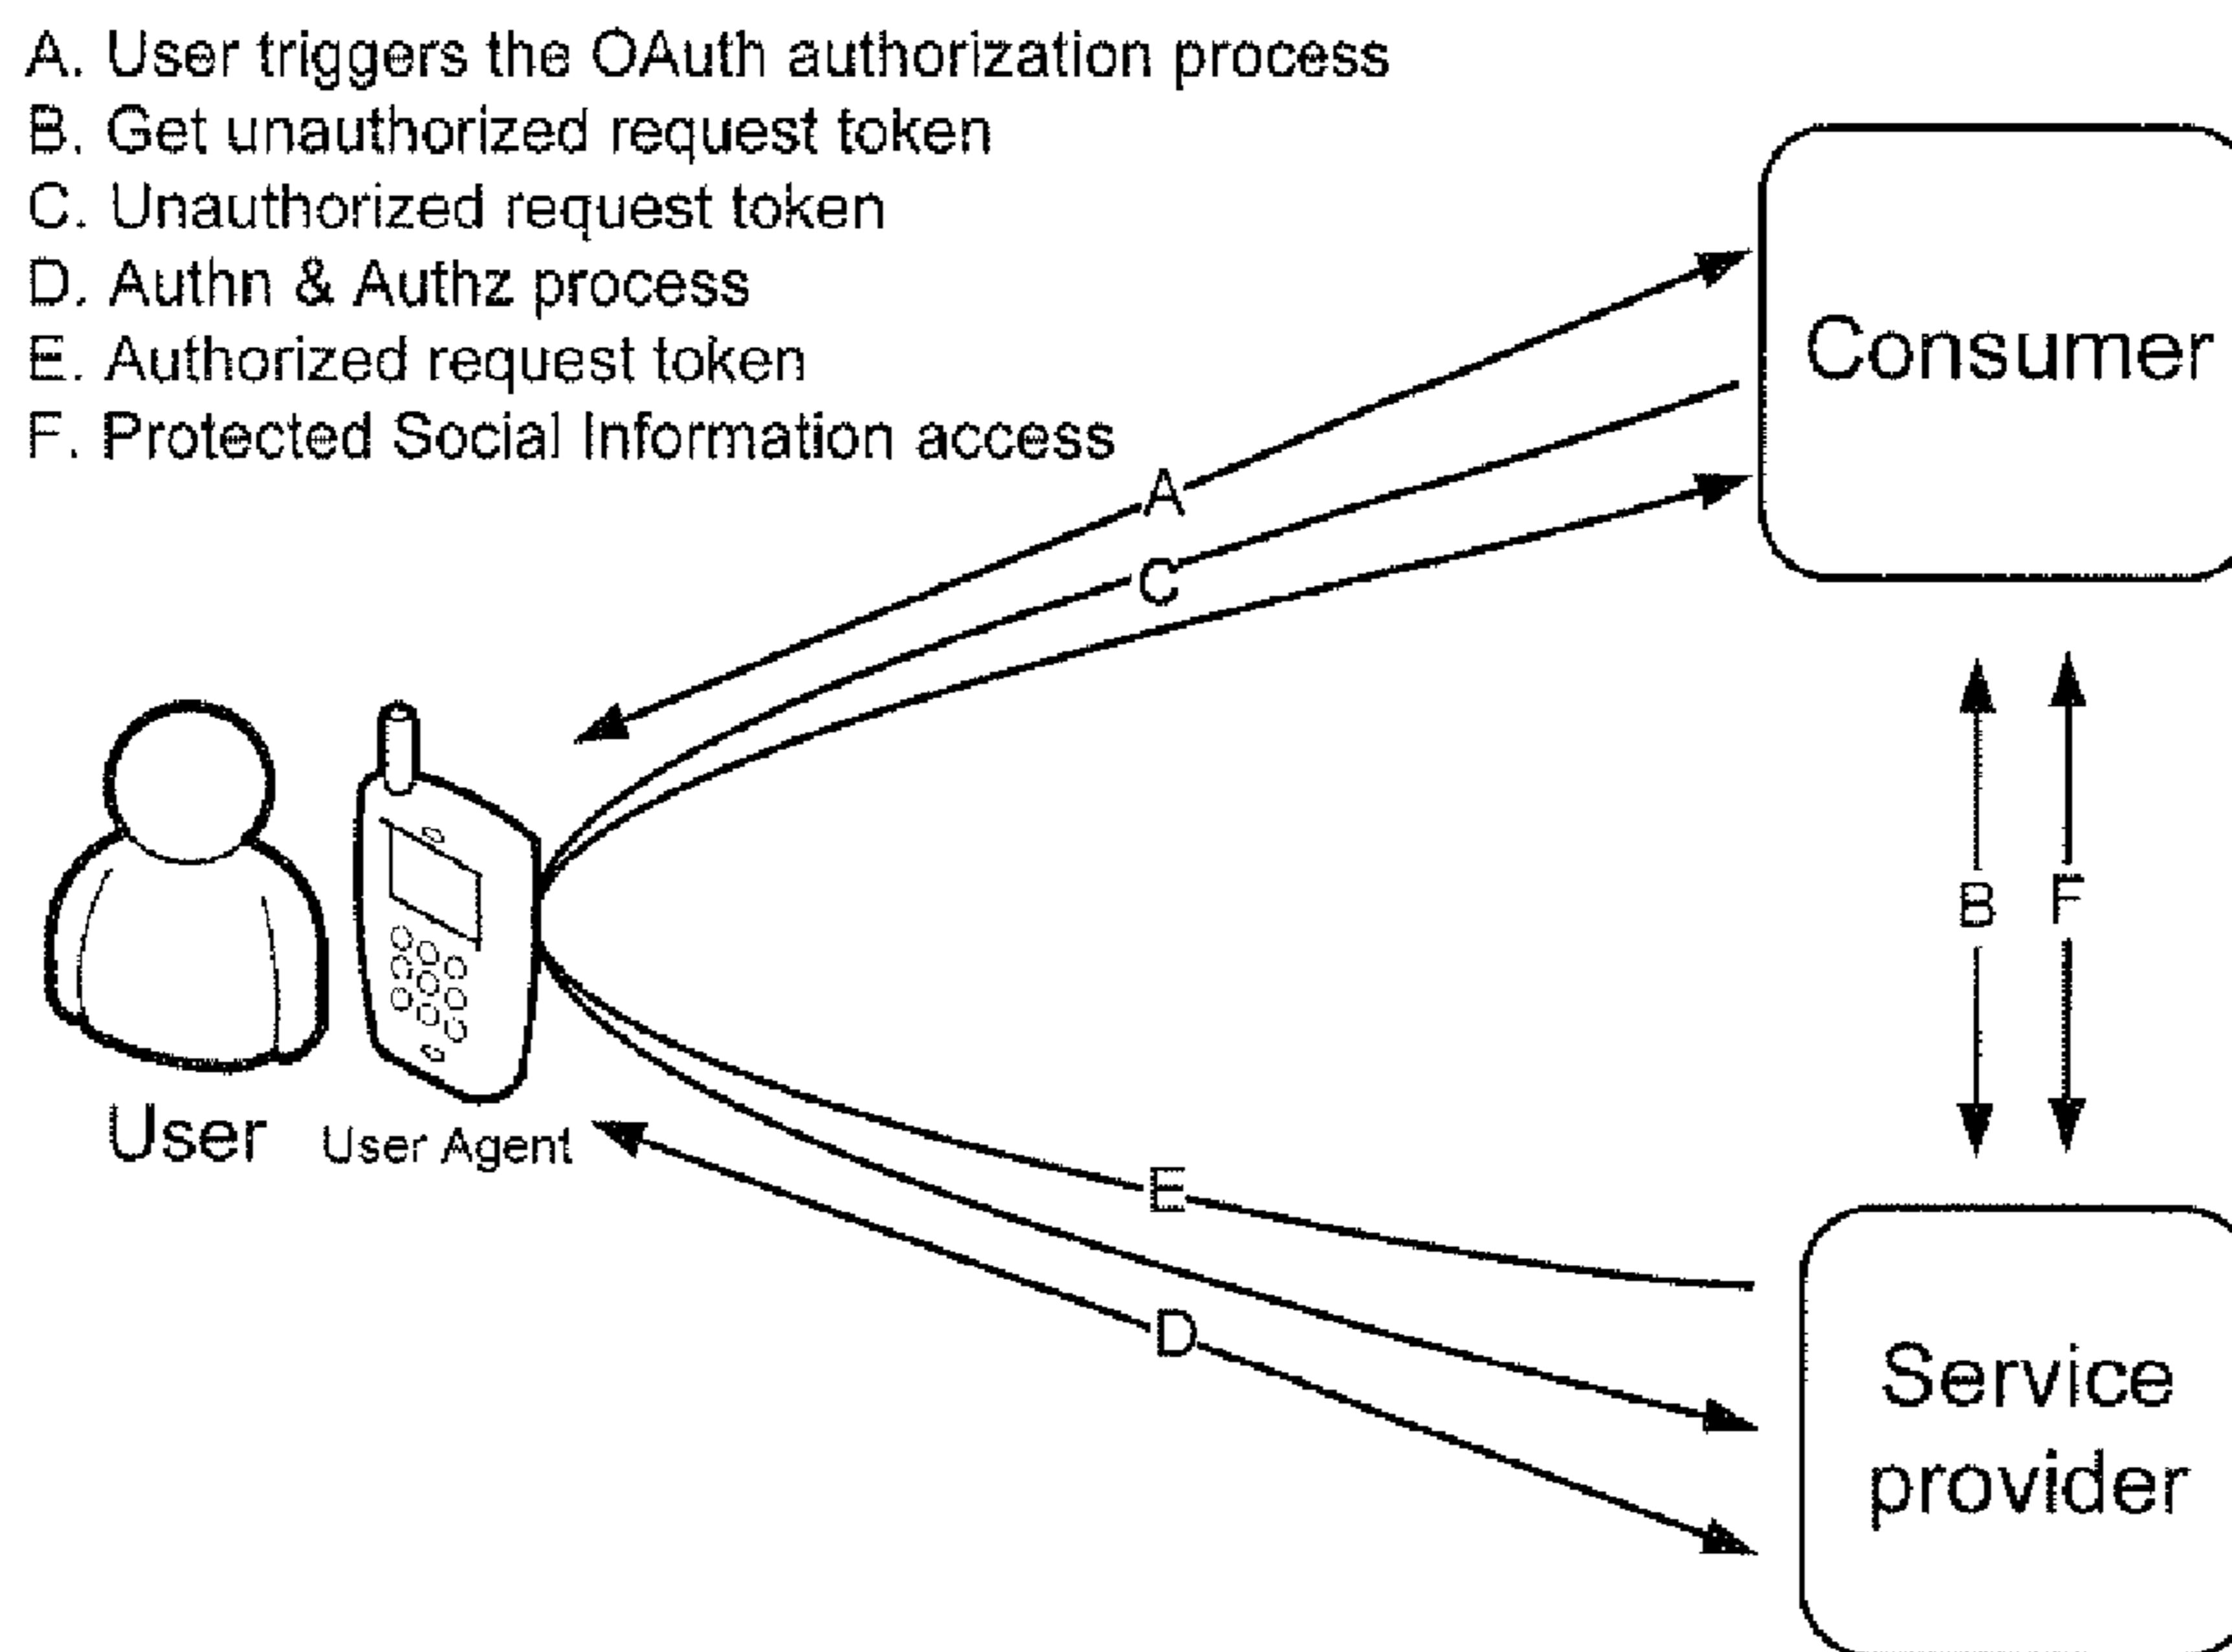 A. User triggers the OAuth authorization process
B. Get unauthorized request token
C. Unauthorized request token
D. Authn & Authz process
E. Authorized request token
F. Protected Social Information access
Consumer
A
C
B
F
User
User Agent
E
D
Service
provider